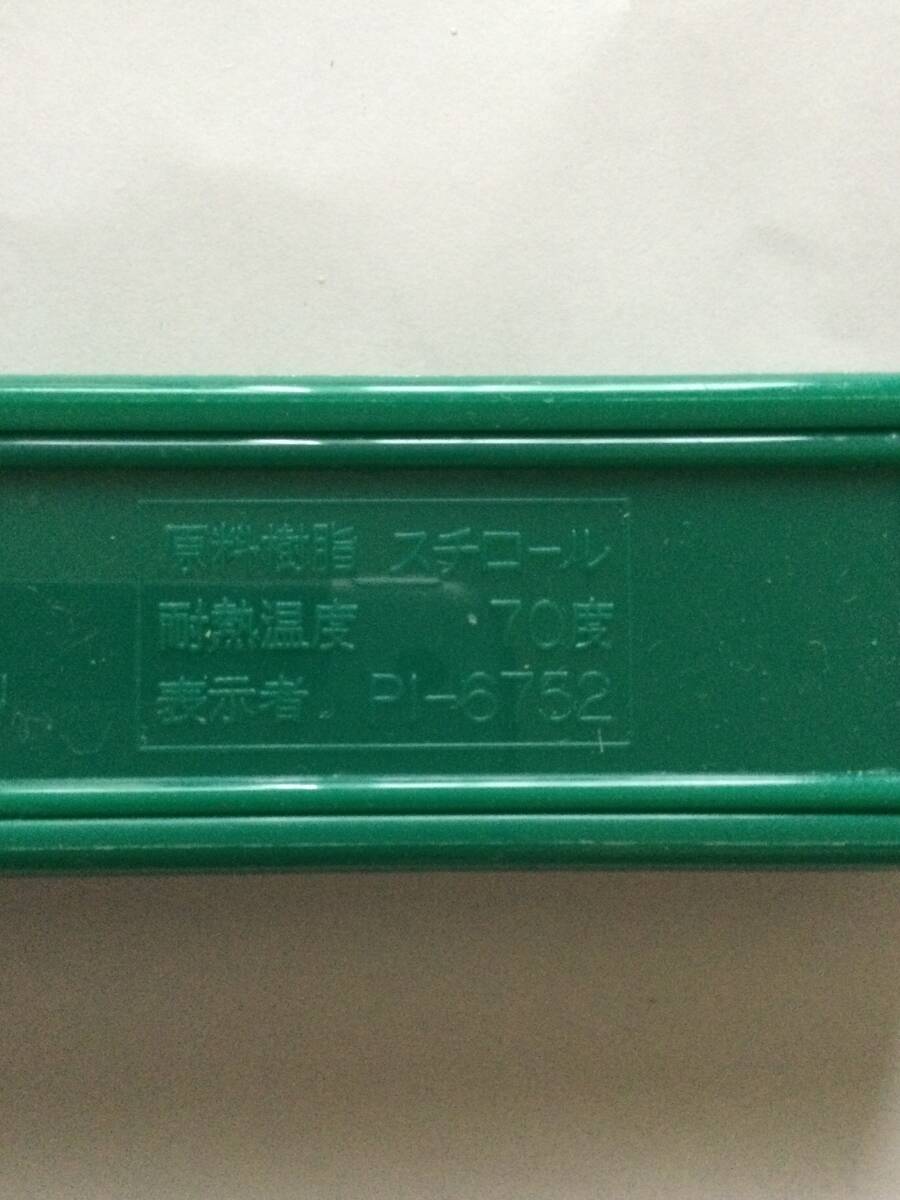 原料樹脂 スチロール
耐熱温度 70度
表示者 PI-6752